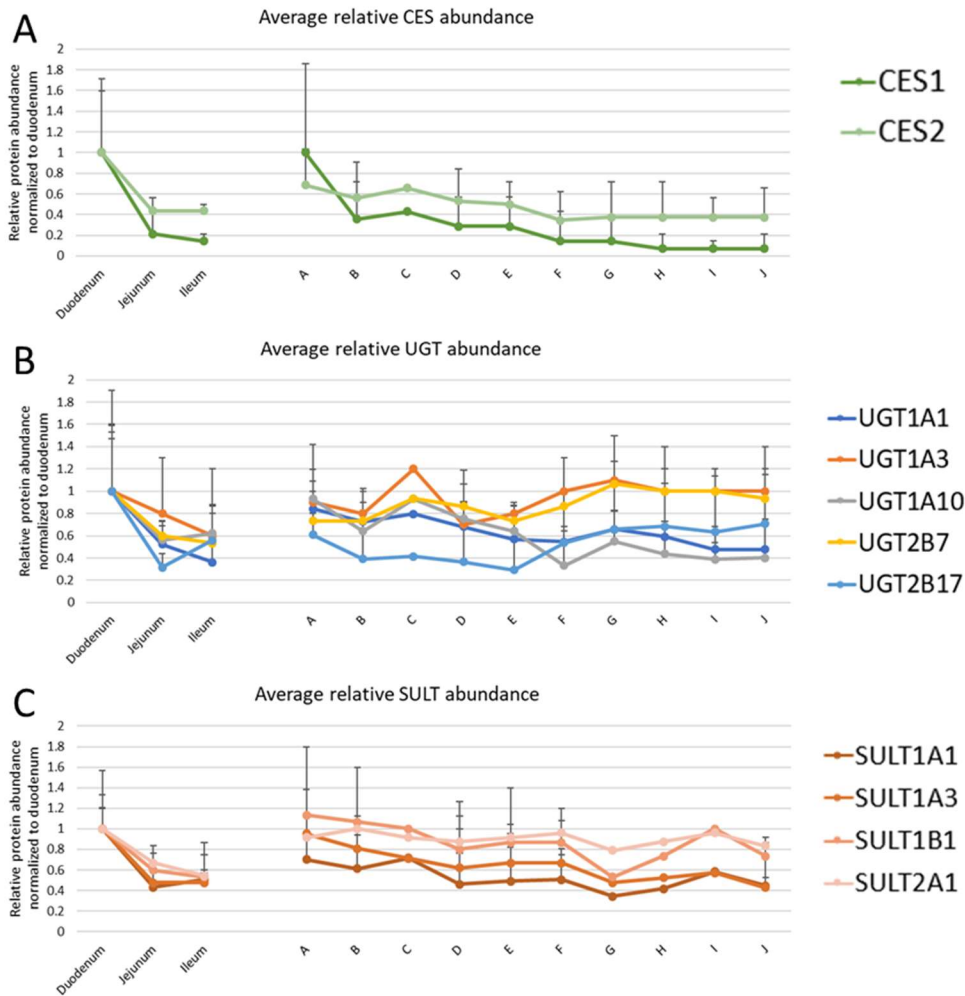 A
Average relative CES abundance
Relative protein abundance
normalized to duodenum
2
1.8
1.6
1.4
1.2
1
0.8
0.6
0.4
0.2
0
Duodenum
Jejunum
Ileum
A
B
C
D
E
F
G
H
I
J
CES1
CES2
B
Average relative UGT abundance
Relative protein abundance
normalized to duodenum
2
1.8
1.6
1.4
1.2
1
0.8
0.6
0.4
0.2
0
Duodenum
Jejunum
Ileum
A
B
C
D
E
F
G
H
I
J
UGT1A1
UGT1A3
UGT1A10
UGT2B7
UGT2B17
C
Average relative SULT abundance
Relative protein abundance
normalized to duodenum
2
1.8
1.6
1.4
1.2
1
0.8
0.6
0.4
0.2
0
Duodenum
Jejunum
Ileum
A
B
C
D
E
F
G
H
I
J
SULT1A1
SULT1A3
SULT1B1
SULT2A1